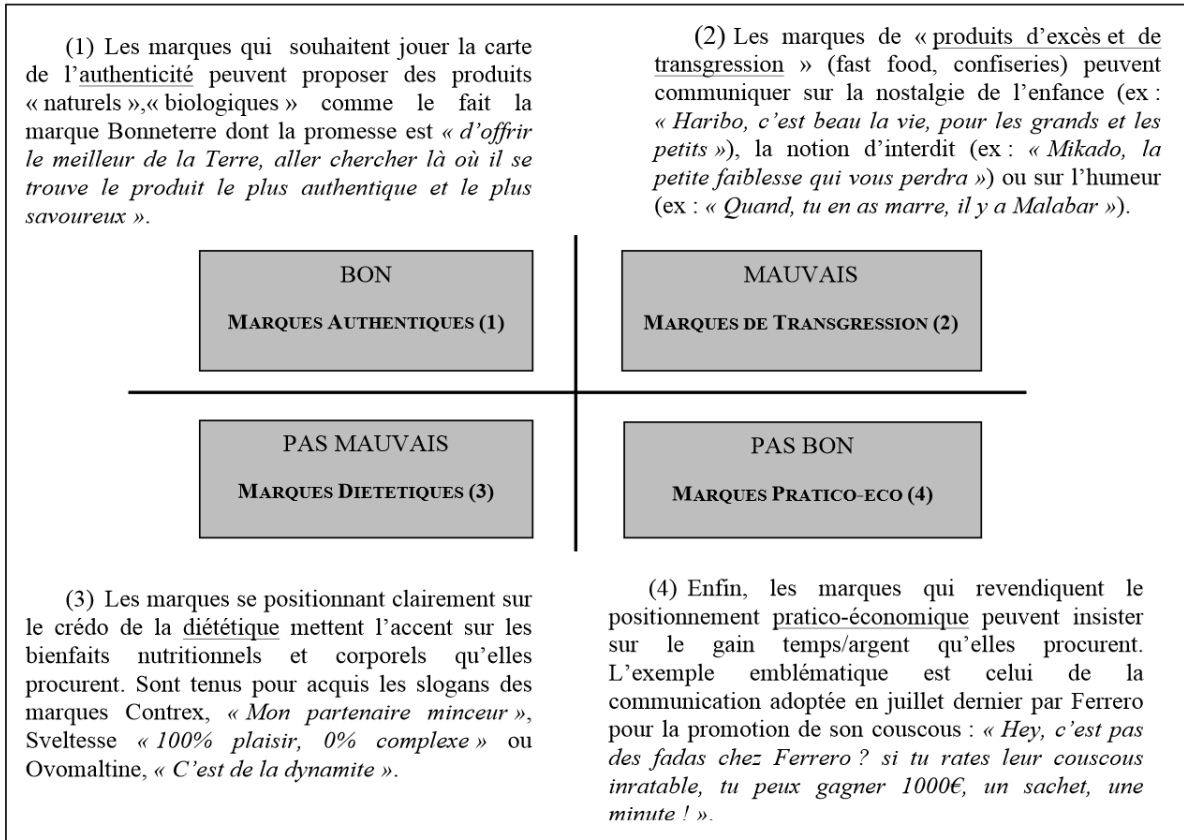 (1) Les marques qui souhaitent jouer la carte
de l’authenticité peuvent proposer des produits
« naturels »,« biologiques » comme le fait la
marque Bonneterre dont la promesse est « d’offrir
le meilleur de la Terre, aller chercher là où il se
trouve le produit le plus authentique et le plus
savoureux ».
(2) Les marques de « produits d’excès et de
transgression » (fast food, confiseries) peuvent
communiquer sur la nostalgie de l’enfance (ex :
« Haribo, c’est beau la vie, pour les grands et les
petits »), la notion d’interdit (ex : « Mikado, la
petite faiblesse qui vous perdra ») ou sur l’humeur
(ex : « Quand, tu en as marre, il y a Malabar »).
BON
MARQUES AUTHENTIQUES (1)
MAUVAIS
MARQUES DE TRANSGRESSION (2)
PAS MAUVAIS
MARQUES DIETETIQUES (3)
PAS BON
MARQUES PRATICO-ECO (4)
(3) Les marques se positionnant clairement sur
le crédo de la diététique mettent l’accent sur les
bienfaits nutritionnels et corporels qu’elles
procurent. Sont tenus pour acquis les slogans des
marques Contrex, « Mon partenaire minceur »,
Sveltesse « 100% plaisir, 0% complexe » ou
Ovomaltine, « C’est de la dynamite ».
(4) Enfin, les marques qui revendiquent le
positionnement pratico-économique peuvent insister
sur le gain temps/argent qu’elles procurent.
L’exemple emblématique est celui de la
communication adoptée en juillet dernier par Ferrero
pour la promotion de son couscous : « Hey, c’est pas
des fadas chez Ferrero ? si tu rates leur couscous
inratable, tu peux gagner 1000€, un sachet, une
minute ! ».